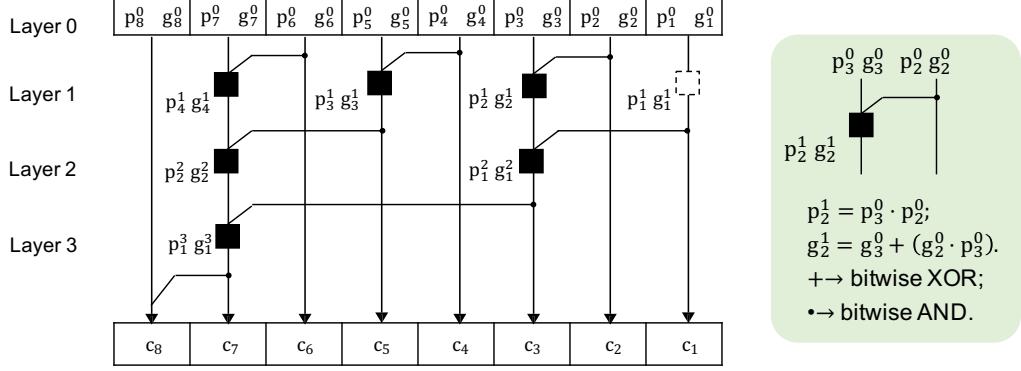 Layer 0
p₈⁰ g₈⁰ p₇⁰ g₇⁰ p₆⁰ g₆⁰ p₅⁰ g₅⁰ p₄⁰ g₄⁰ p₃⁰ g₃⁰ p₂⁰ g₂⁰ p₁⁰ g₁⁰
Layer 1
p₄¹ g₄¹ p₃¹ g₃¹ p₂¹ g₂¹ p₁¹ g₁¹
Layer 2
p₂² g₂² p₁² g₁²
Layer 3
p₁³ g₁³
c₈ c₇ c₆ c₅ c₄ c₃ c₂ c₁
p₃⁰ g₃⁰ p₂⁰ g₂⁰
p₂¹ g₂¹
p₂¹ = p₃⁰ · p₂⁰;
g₂¹ = g₃⁰ + (g₂⁰ · p₃⁰).
+→ bitwise XOR;
•→ bitwise AND.